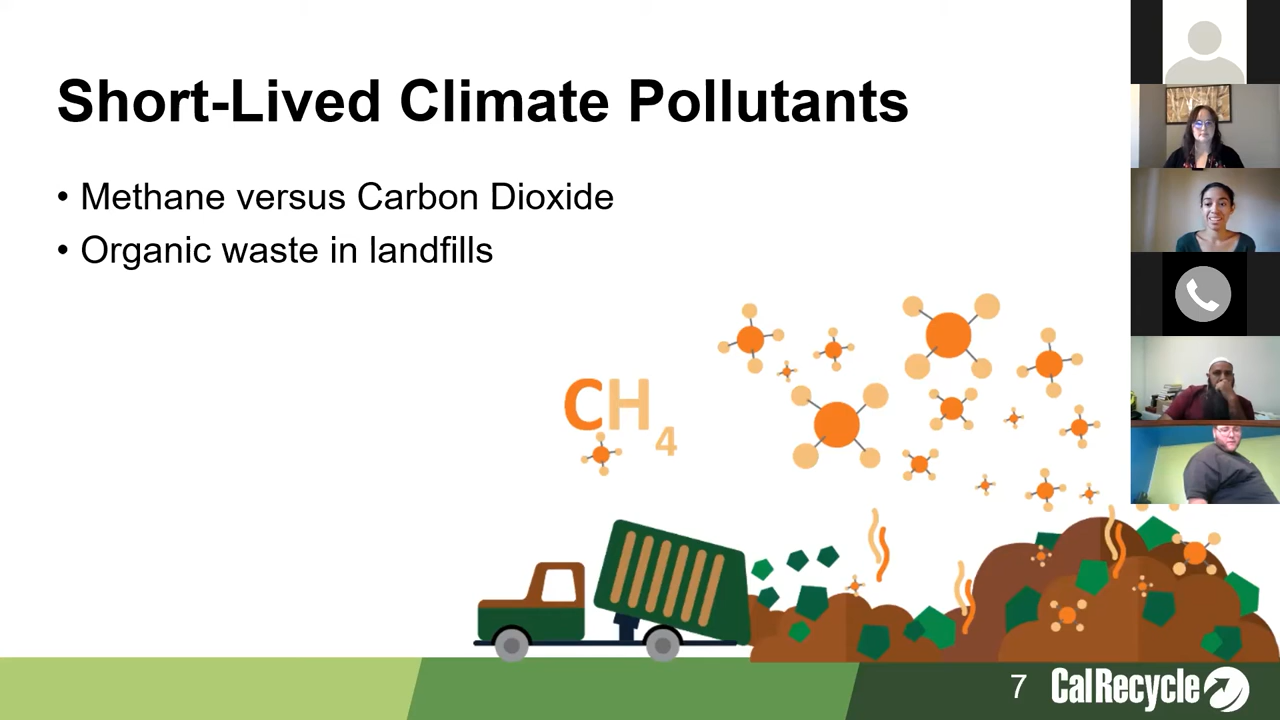 Short-Lived Climate Pollutants
• Methane versus Carbon Dioxide
• Organic waste in landfills
CH4
7
CalRecycle